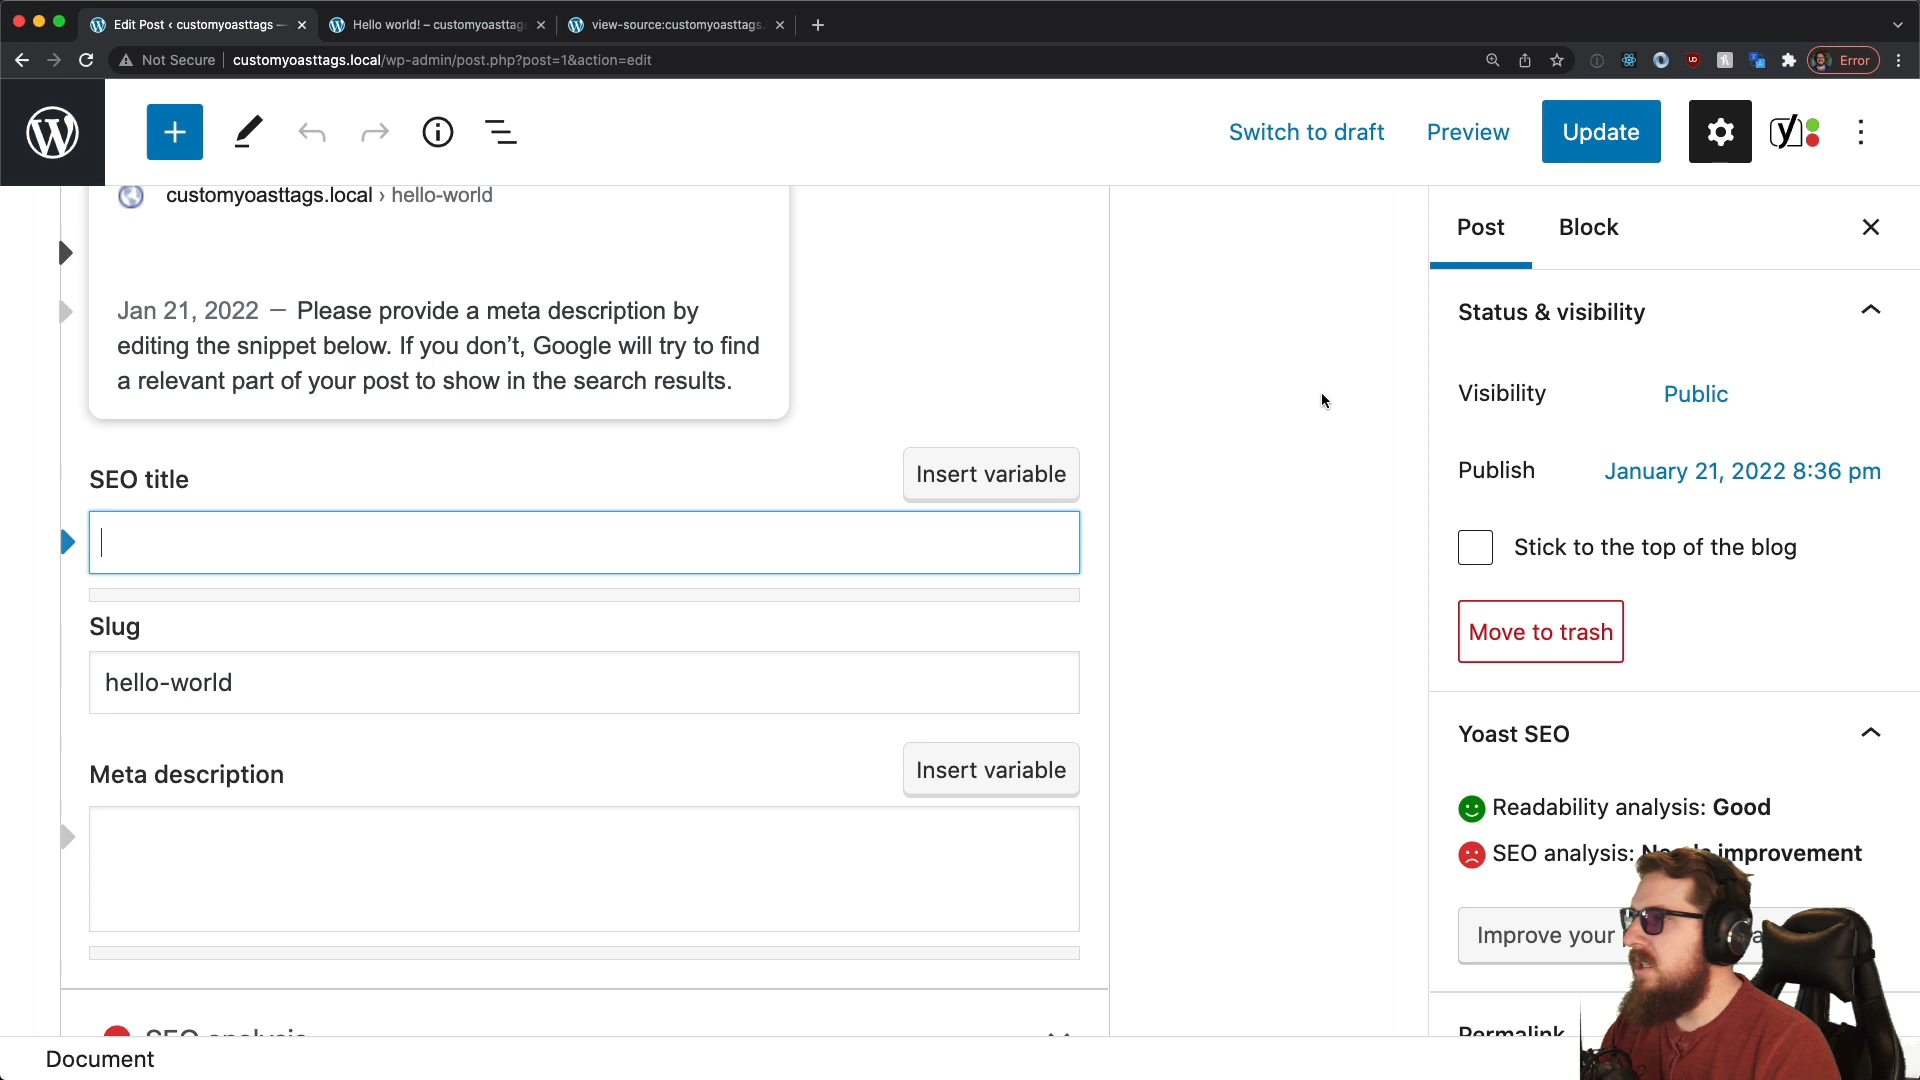 Edit Post ‹ customyoasttags —
Hello world! – customyoasttags
view-source:customyoasttags.
Not Secure
customyoasttags.local/wp-admin/post.php?post=1&action=edit
Error
Switch to draft
Preview
Update
customyoasttags.local › hello-world
Jan 21, 2022 — Please provide a meta description by
editing the snippet below. If you don’t, Google will try to find
a relevant part of your post to show in the search results.
SEO title
Insert variable
Slug
hello-world
Meta description
Insert variable
SEO analysis
Document
Post
Block
Status & visibility
Visibility
Public
Publish
January 21, 2022 8:36 pm
Stick to the top of the blog
Move to trash
Yoast SEO
Readability analysis: Good
SEO analysis: improvement
Improve your
Permalink